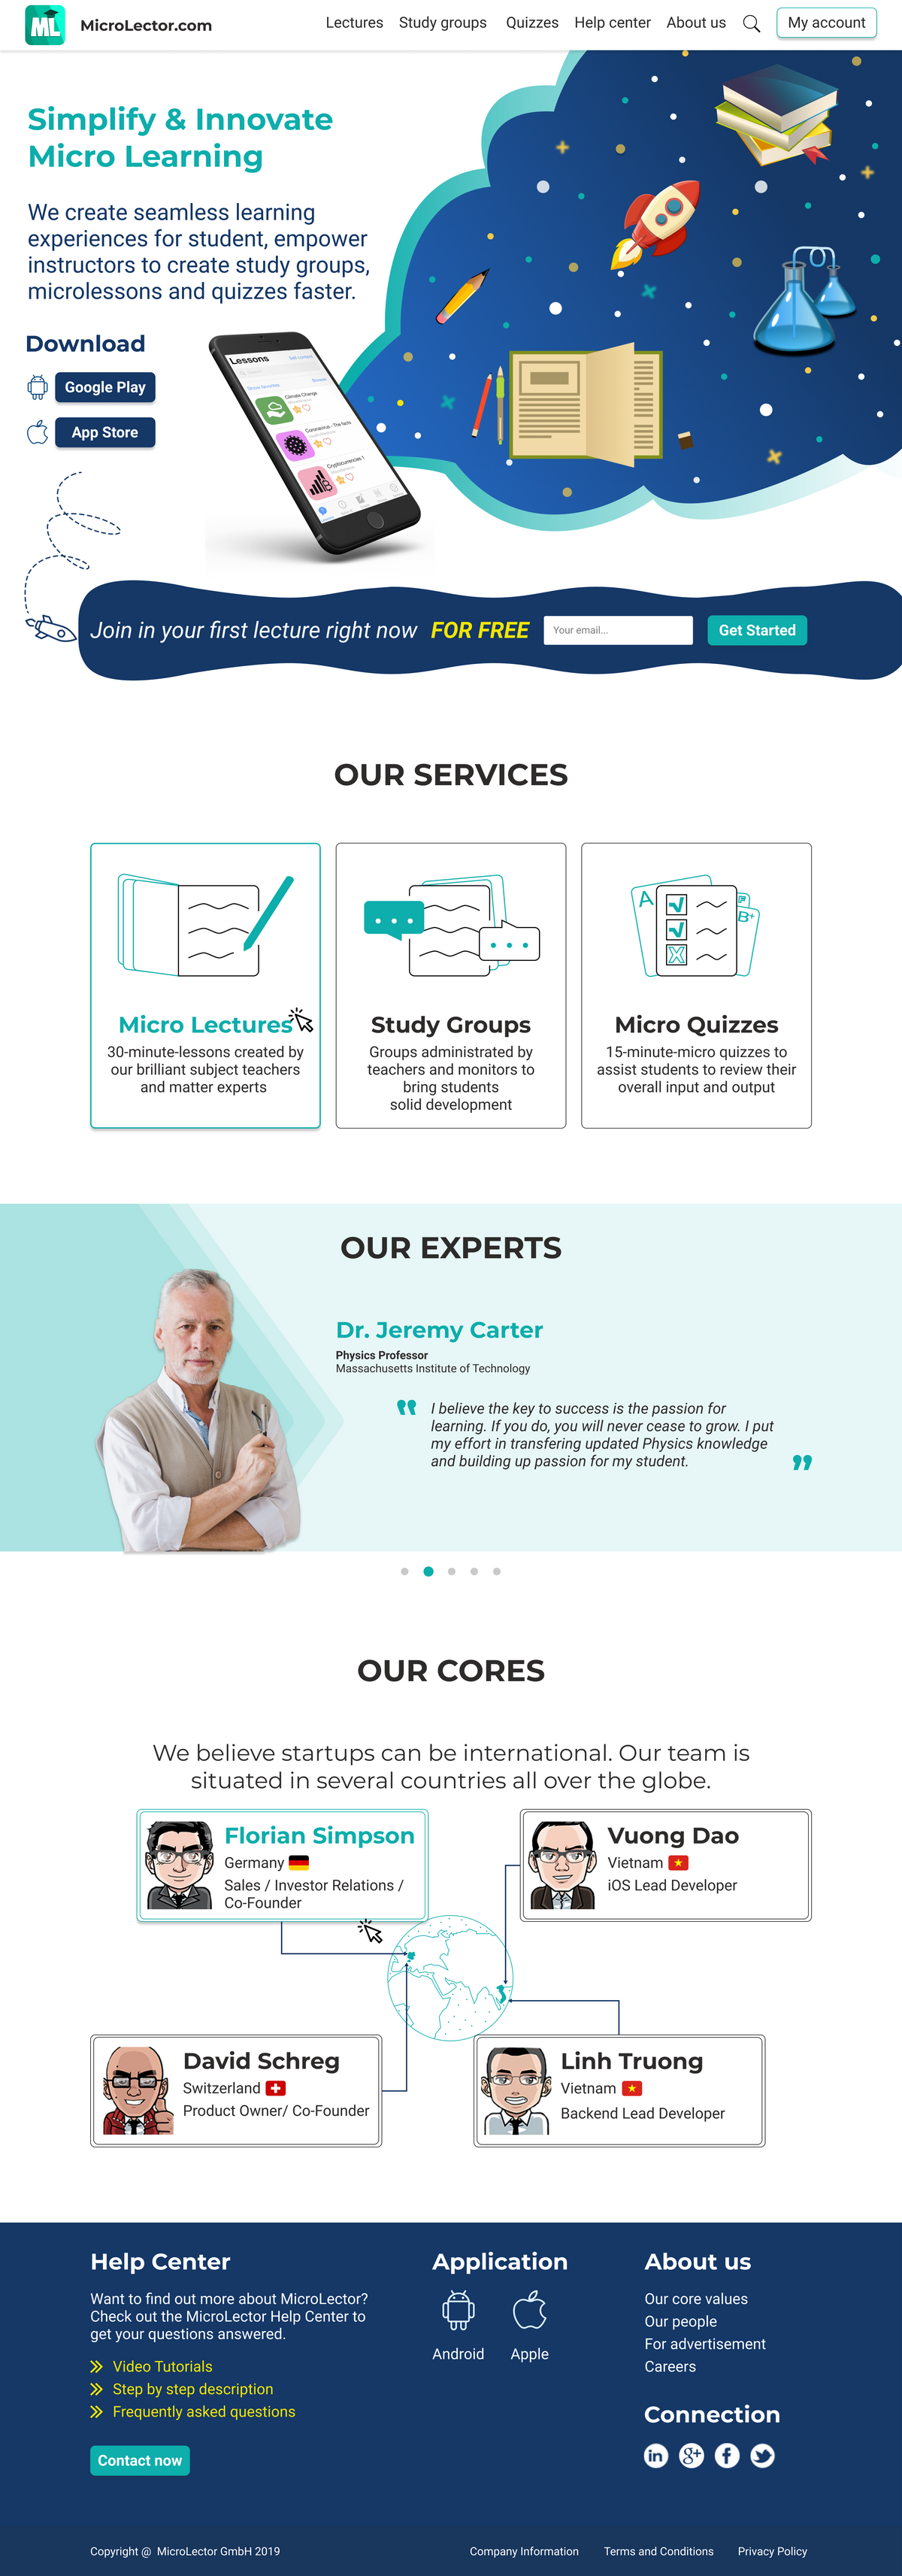 ML
MicroLector.com
Lectures
Study groups
Quizzes
Help center
About us
My account
Simplify & Innovate
Micro Learning
We create seamless learning
experiences for student, empower
instructors to create study groups,
microlessons and quizzes faster.
Download
Google Play
App Store
Lessons
Climate Change
Coronavirus - The facts
Cryptocurrencies 1
Join in your first lecture right now FOR FREE
Your email...
Get Started
OUR SERVICES
A
F
B+
Micro Lectures
30-minute-lessons created by
our brilliant subject teachers
and matter experts
Study Groups
Groups administrated by
teachers and monitors to
bring students
solid development
Micro Quizzes
15-minute-micro quizzes to
assist students to review their
overall input and output
OUR EXPERTS
Dr. Jeremy Carter
Physics Professor
Massachusetts Institute of Technology
" I believe the key to success is the passion for
learning. If you do, you will never cease to grow. I put
my effort in transfering updated Physics knowledge
and building up passion for my student. "
OUR CORES
We believe startups can be international. Our team is
situated in several countries all over the globe.
Florian Simpson
Germany
Sales / Investor Relations /
Co-Founder
Vuong Dao
Vietnam
iOS Lead Developer
David Schreg
Switzerland
Product Owner/ Co-Founder
Linh Truong
Vietnam
Backend Lead Developer
Help Center
Want to find out more about MicroLector?
Check out the MicroLector Help Center to
get your questions answered.
Video Tutorials
Step by step description
Frequently asked questions
Contact now
Application
Android
Apple
About us
Our core values
Our people
For advertisement
Careers
Connection
in
g+
f
Copyright @ MicroLector GmbH 2019
Company Information
Terms and Conditions
Privacy Policy